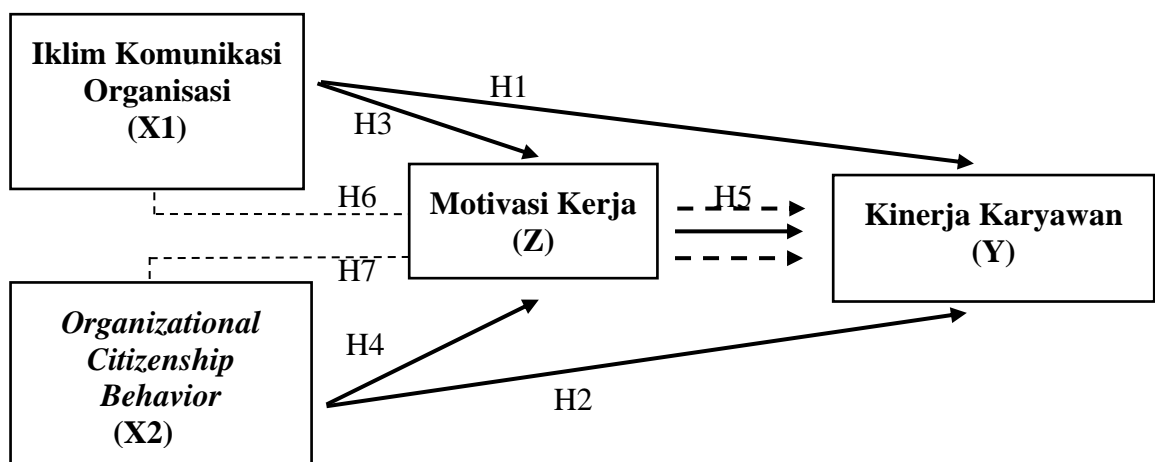 Iklim Komunikasi
Organisasi
(X1)
H1
H3
H6
Motivasi Kerja
(Z)
H5
Kinerja Karyawan
(Y)
H7
Organizational
Citizenship
Behavior
(X2)
H4
H2